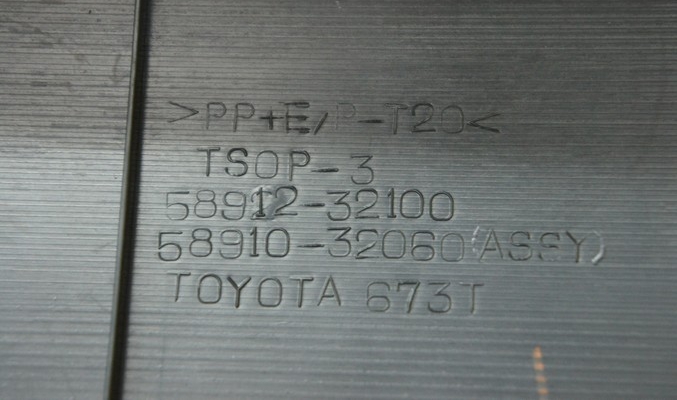 >PP+E/P-T20<
TSOP-3
58912-32100
58910-32060(ASSY)
TOYOTA 673T